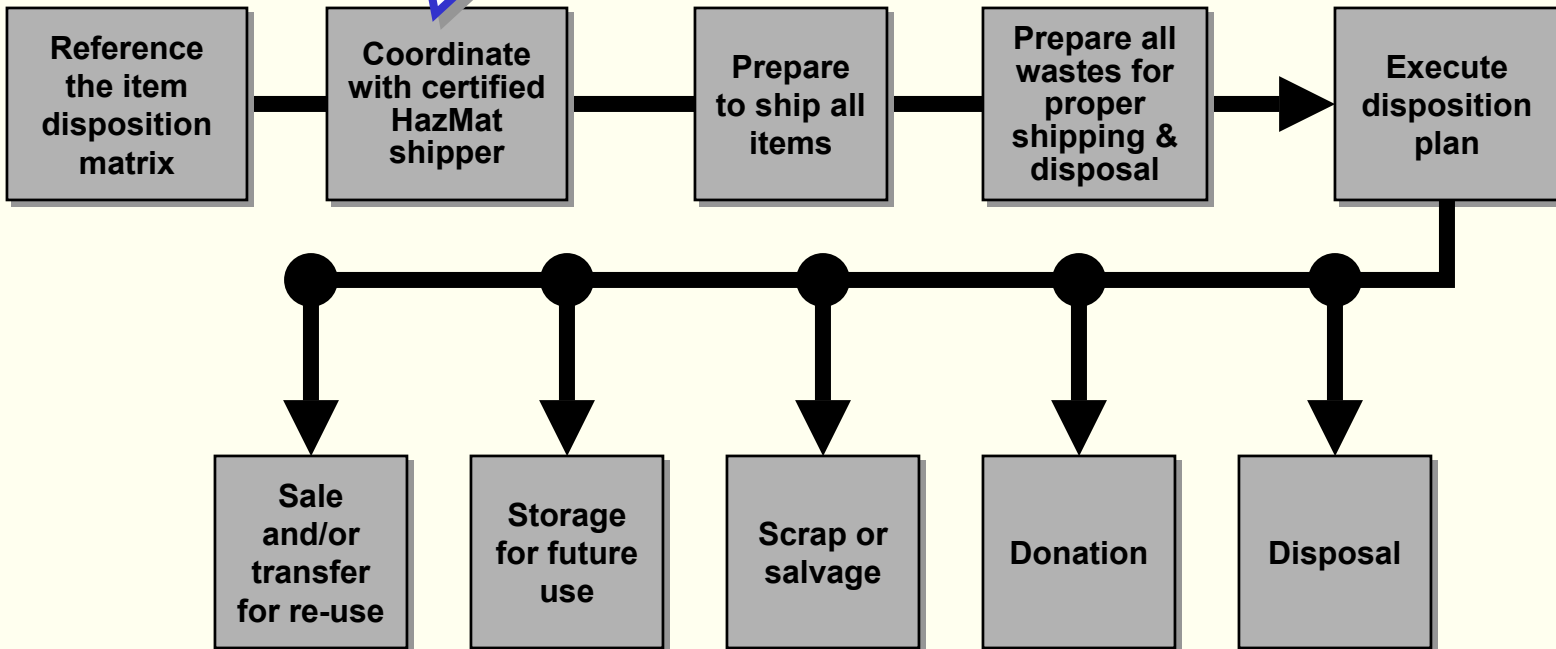 Reference
the item
disposition
matrix
Coordinate
with certified
HazMat
shipper
Prepare
to ship all
items
Prepare all
wastes for
proper
shipping &
disposal
Execute
disposition
plan
Sale
and/or
transfer
for re-use
Storage
for future
use
Scrap or
salvage
Donation
Disposal